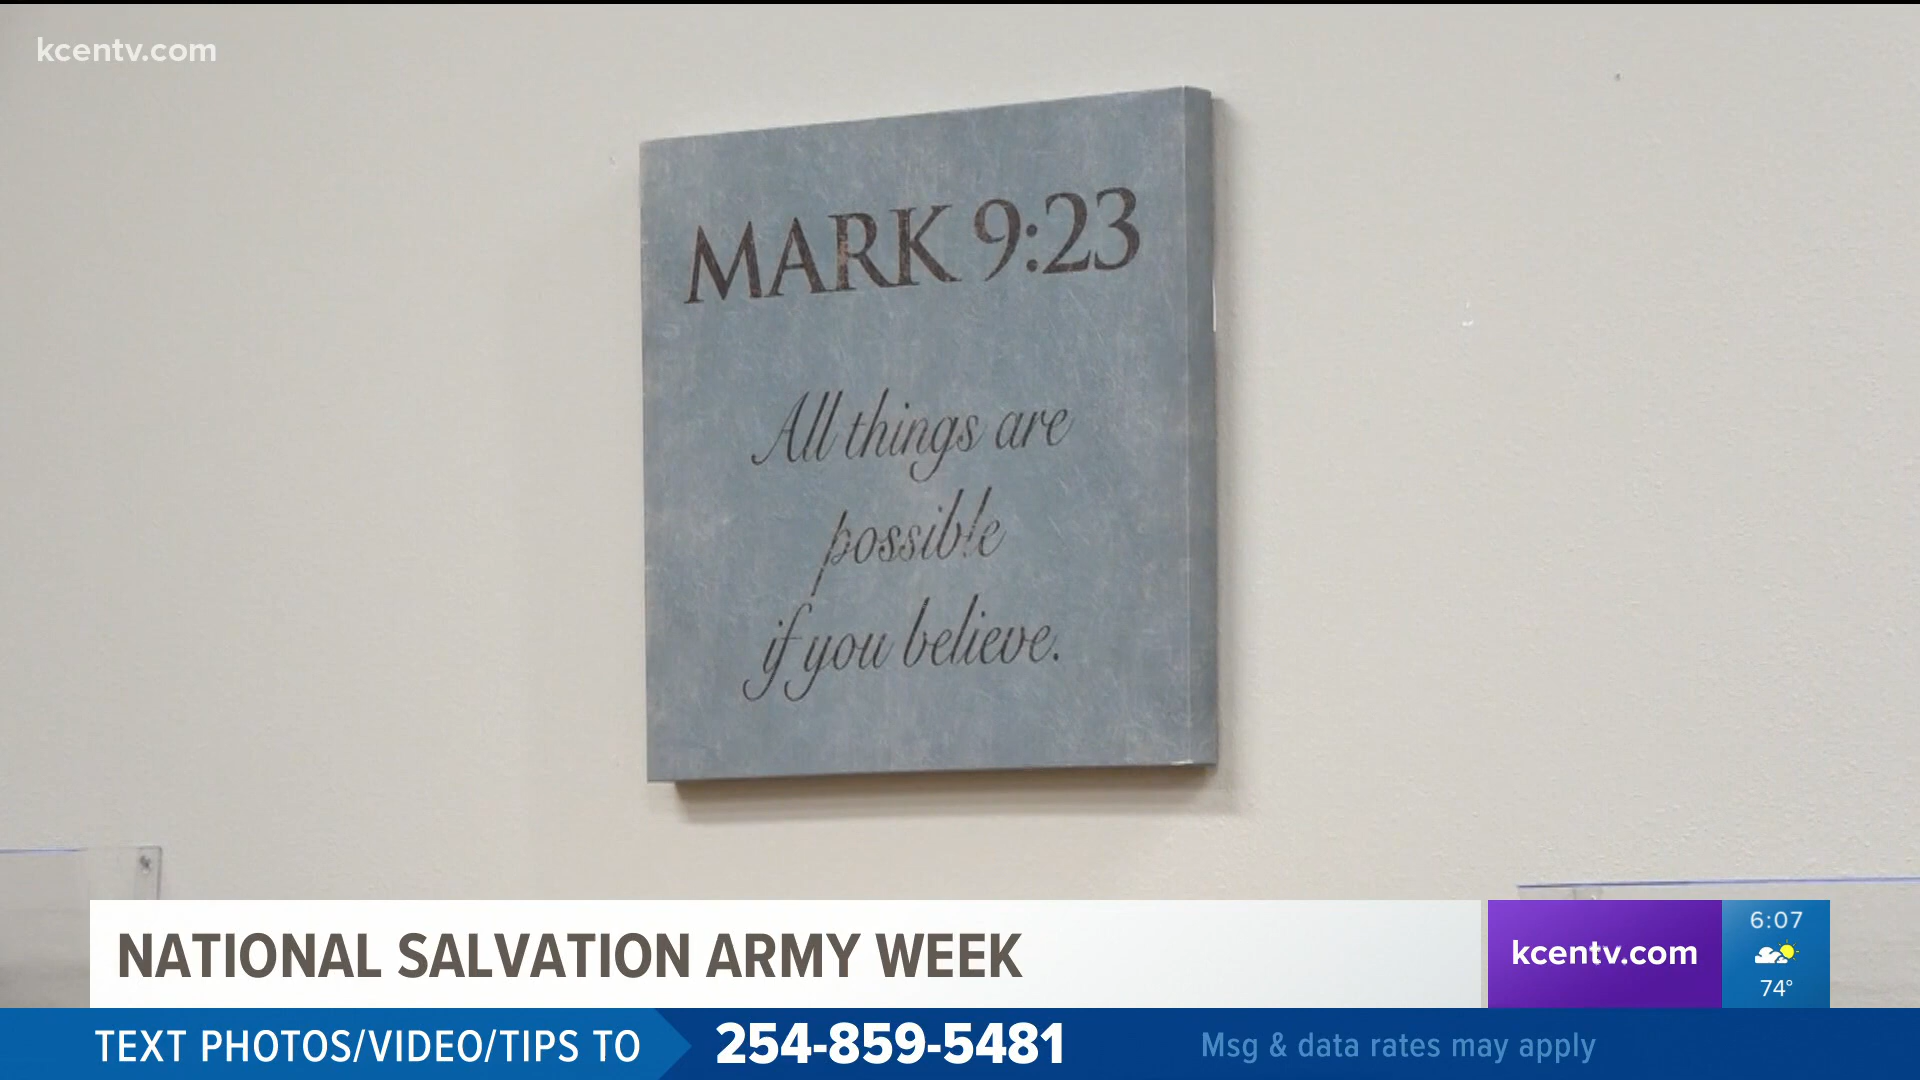 kcentv.com
MARK 9:23
All things are
possible
if you believe.
NATIONAL SALVATION ARMY WEEK
kcentv.com
6:07
74°
TEXT PHOTOS/VIDEO/TIPS TO 254-859-5481 Msg & data rates may apply